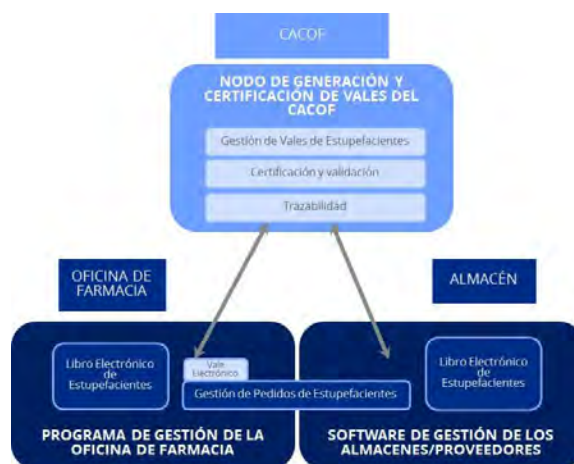 CACOF
NODO DE GENERACIÓN Y
CERTIFICACIÓN DE VALES DEL
CACOF
Gestión de Vales de Estupefacientes
Certificación y validación
Trazabilidad
OFICINA DE
FARMACIA
ALMACÉN
Libro Electrónico
de
Estupefacientes
Vale
Electrónico
Gestión de Pedidos de Estupefacientes
Libro Electrónico
de
Estupefacientes
PROGRAMA DE GESTIÓN DE LA
OFICINA DE FARMACIA
SOFTWARE DE GESTIÓN DE LOS
ALMACENES/PROVEEDORES